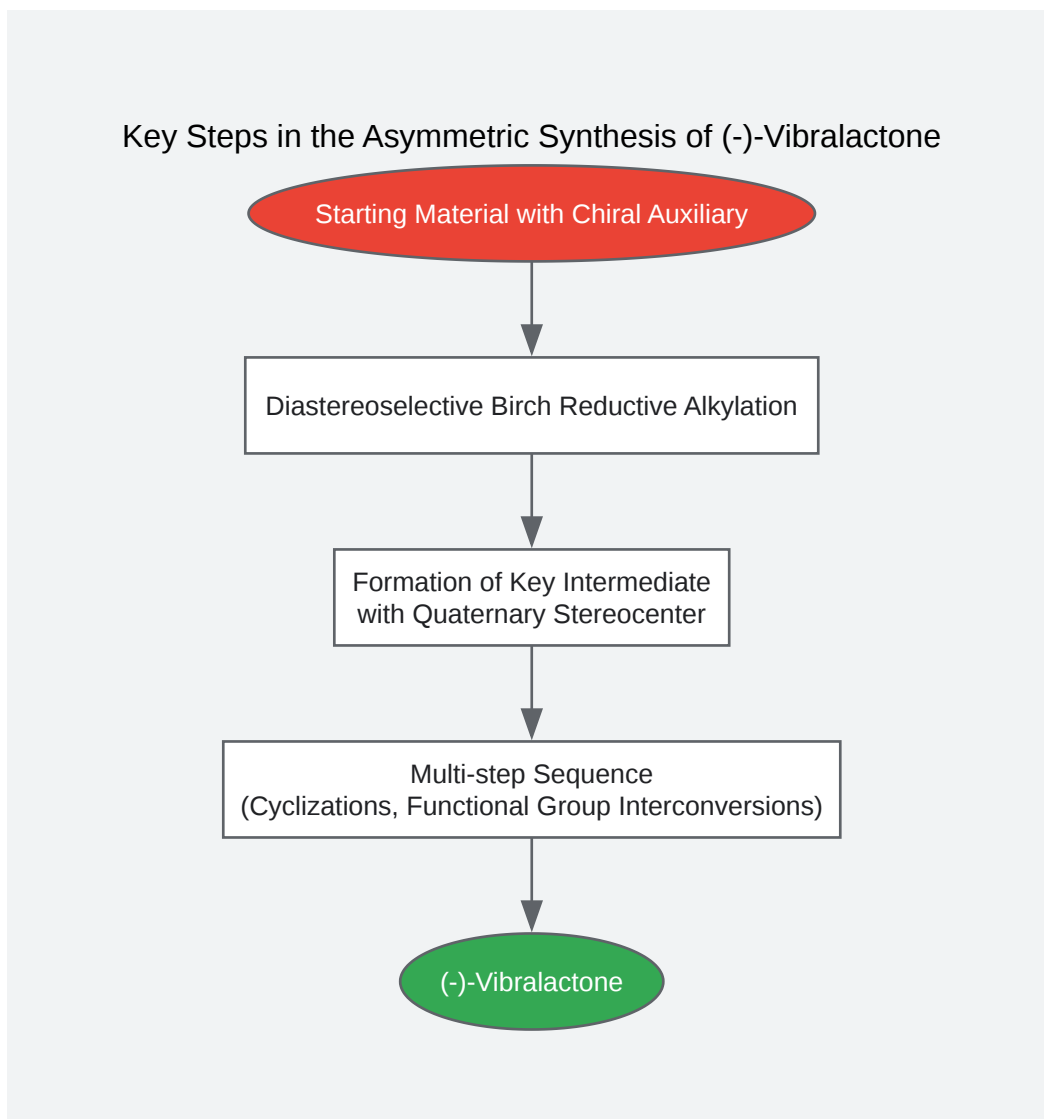 Key Steps in the Asymmetric Synthesis of (-)-Vibralactone
Starting Material with Chiral Auxiliary
Diastereoselective Birch Reductive Alkylation
Formation of Key Intermediate
with Quaternary Stereocenter
Multi-step Sequence
(Cyclizations, Functional Group Interconversions)
(-)-Vibralactone